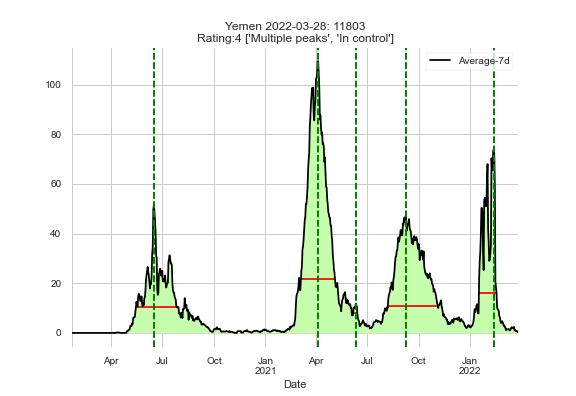 Yemen 2022-03-28: 11803
Rating:4 ['Multiple peaks', 'In control']
Average-7d
100
80
60
40
20
0
Apr Jul Oct Jan Apr Jul Oct Jan
2021 2022
Date